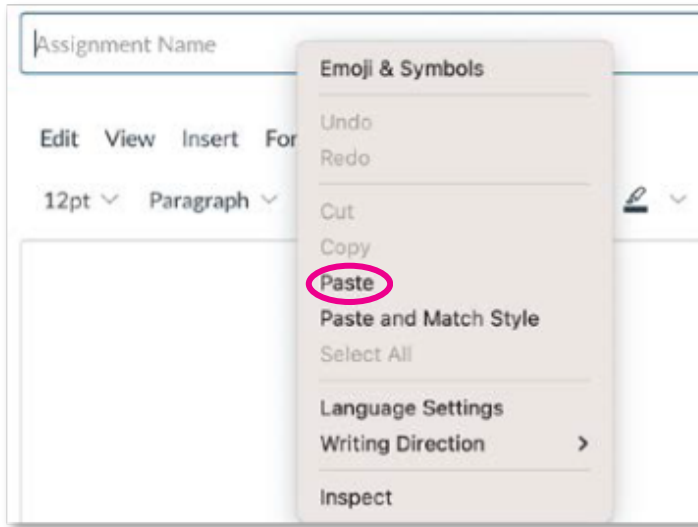 Assignment Name
Emoji & Symbols
Edit View Insert For
Undo
Redo
12pt Paragraph
Cut
Copy
Paste
Paste and Match Style
Select All
Language Settings
Writing Direction
Inspect